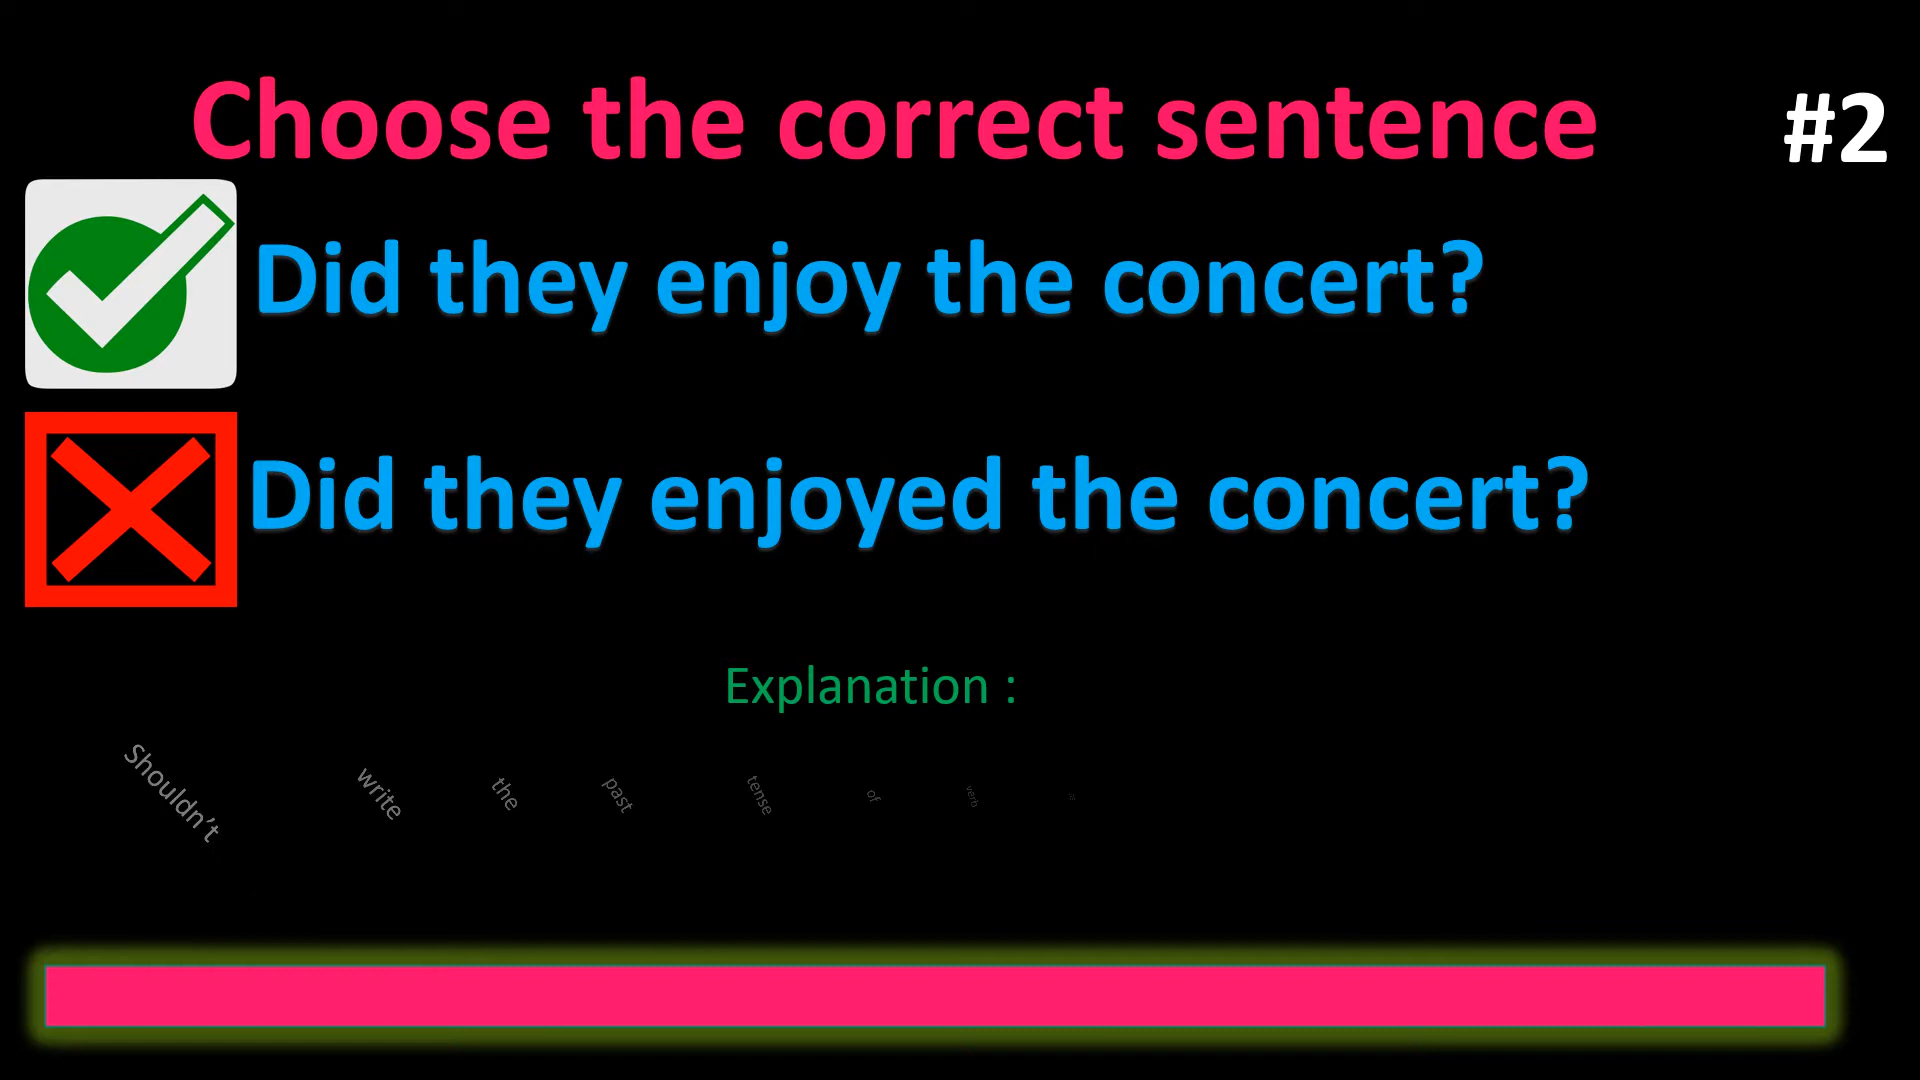 Choose the correct sentence
#2
Did they enjoy the concert?
Did they enjoyed the concert?
Explanation :
Shouldn't write the past tense of verb